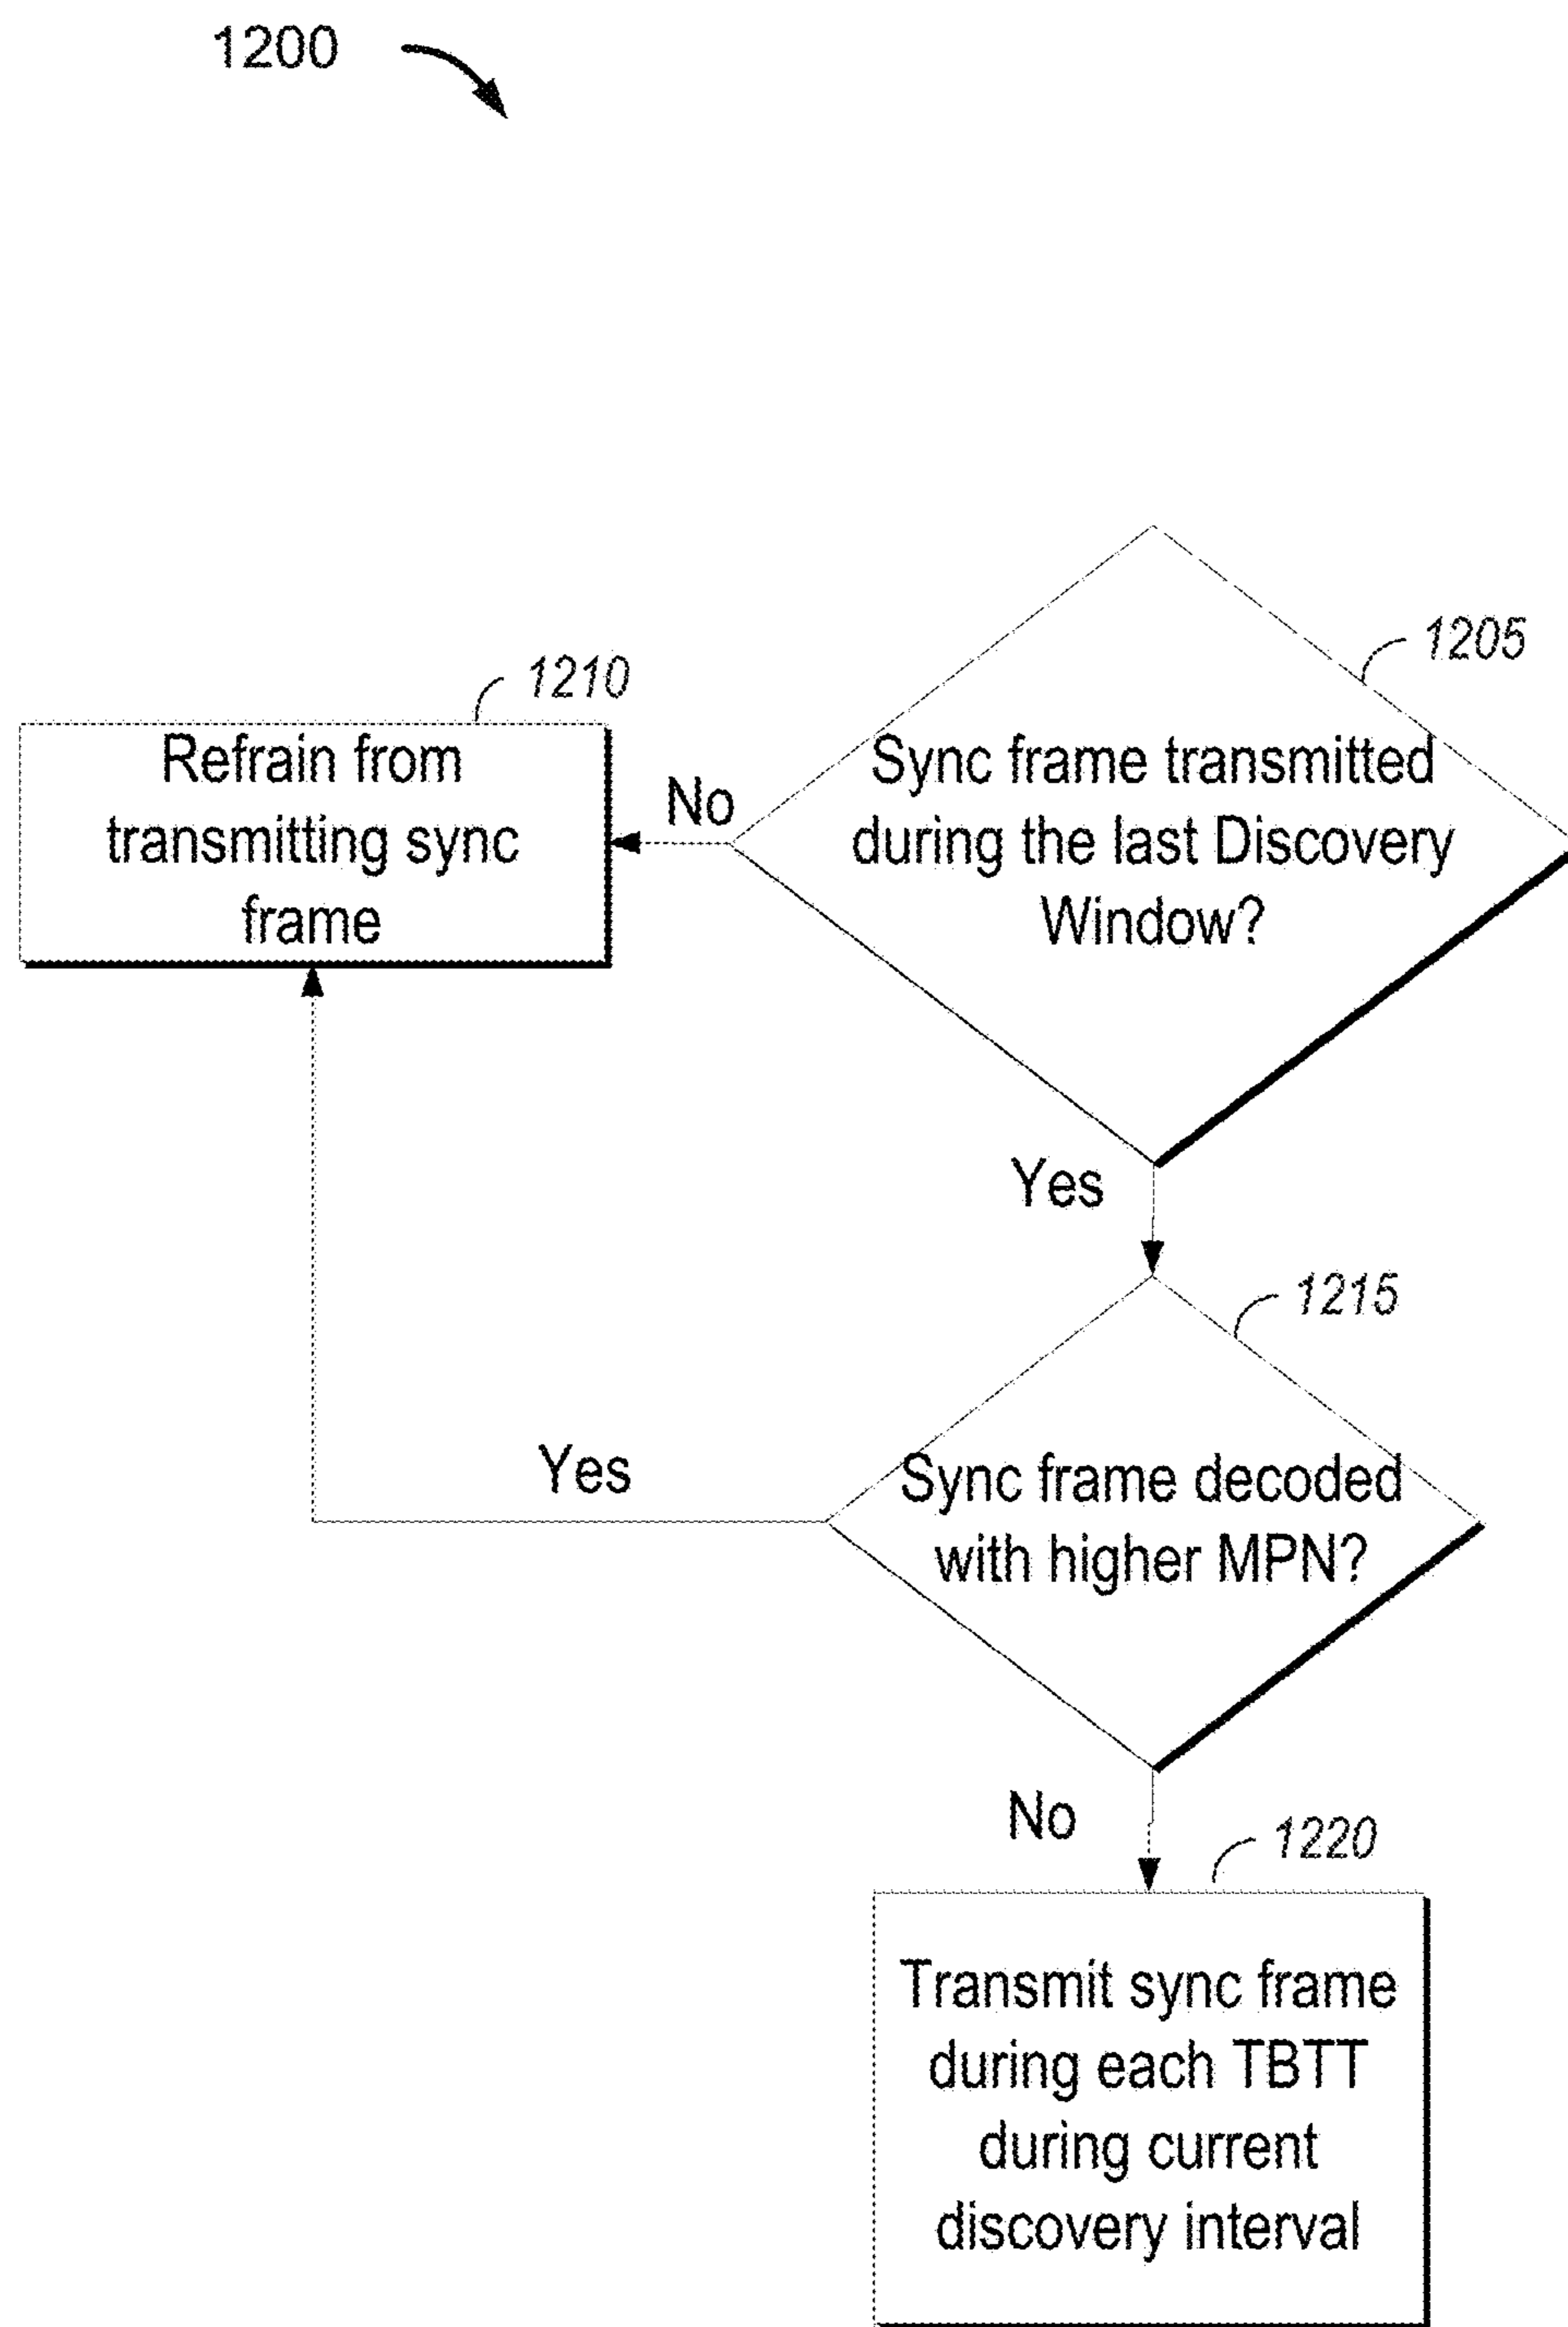 1200
1205
Sync frame transmitted
during the last Discovery
Window?
No
1210
Refrain from
transmitting sync
frame
Yes
1215
Sync frame decoded
with higher MPN?
Yes
No
1220
Transmit sync frame
during each TBTT
during current
discovery interval